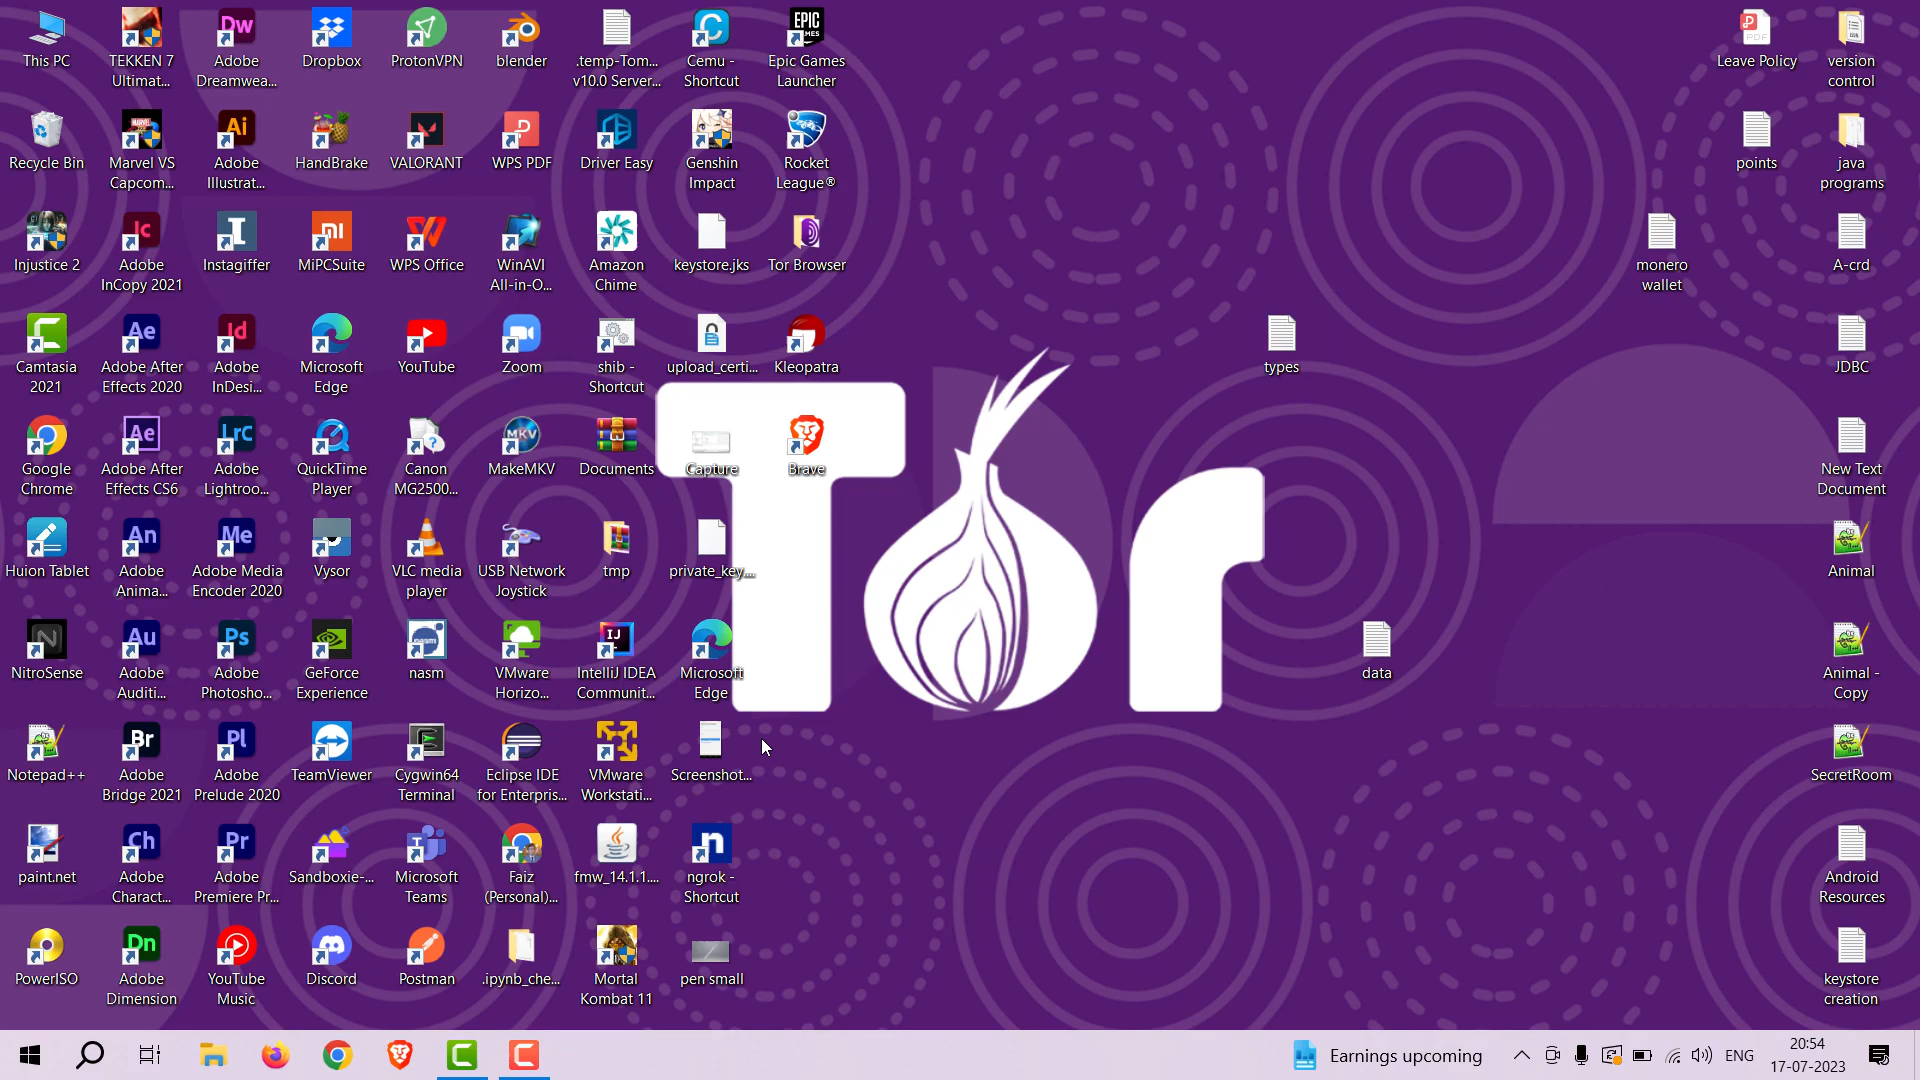 This PC
TEKKEN 7
Ultimat...
Adobe
Dreamwea...
Dropbox
ProtonVPN
blender
.temp-Tom...
v10.0 Server...
Cemu -
Shortcut
Epic Games
Launcher
Leave Policy
version
control
Recycle Bin
Marvel VS
Capcom...
Adobe
Illustrat...
HandBrake
VALORANT
WPS PDF
Driver Easy
Genshin
Impact
Rocket
League®
points
java
programs
Injustice 2
Adobe
InCopy 2021
Instagiffer
MiPCSuite
WPS Office
WinAVI
All-in-O...
Amazon
Chime
keystore.jks
Tor Browser
monero
wallet
A-crd
Camtasia
2021
Adobe After
Effects 2020
Adobe
InDesi...
Microsoft
Edge
YouTube
Zoom
shib -
Shortcut
upload_certi...
Kleopatra
types
JDBC
Google
Chrome
Adobe After
Effects CS6
Adobe
Lightroo...
QuickTime
Player
Canon
MG2500...
MakeMKV
Documents
Capture
Brave
New Text
Document
Huion Tablet
Adobe
Anima...
Adobe Media
Encoder 2020
Vysor
VLC media
player
USB Network
Joystick
tmp
private_key....
Animal
Tor
NitroSense
Adobe
Auditi...
Adobe
Photosho...
GeForce
Experience
nasm
VMware
Horizo...
IntelliJ IDEA
Communit...
Microsoft
Edge
data
Animal -
Copy
Notepad++
Adobe
Bridge 2021
Adobe
Prelude 2020
TeamViewer
Cygwin64
Terminal
Eclipse IDE
for Enterpris...
VMware
Workstati...
Screenshot...
SecretRoom
paint.net
Adobe
Charact...
Adobe
Premiere Pr...
Sandboxie-...
Microsoft
Teams
Faiz
(Personal)...
fmw_14.1.1....
ngrok -
Shortcut
Android
Resources
PowerISO
Adobe
Dimension
YouTube
Music
Discord
Postman
.ipynb_che...
Mortal
Kombat 11
pen small
keystore
creation
Earnings upcoming
ENG
20:54
17-07-2023